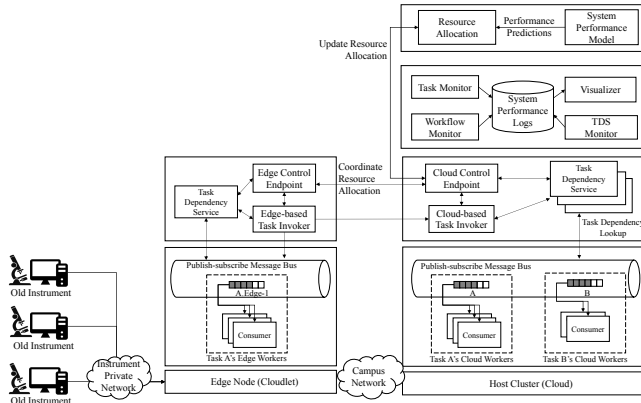 Resource
Allocation
Performance
Predictions
System
Performance
Model
Update Resource
Allocation
Task Monitor
Workflow
Monitor
System
Performance
Logs
Visualizer
TDS
Monitor
Task
Dependency
Service
Edge Control
Endpoint
Edge-based
Task Invoker
Coordinate
Resource
Allocation
Cloud Control
Endpoint
Cloud-based
Task Invoker
Task
Dependency
Service
Task Dependency
Lookup
Publish-subscribe Message Bus
A.Edge-1
Consumer
Task A's Edge Workers
Publish-subscribe Message Bus
A
Consumer
Task A's Cloud Workers
B
Consumer
Task B's Cloud Workers
Old Instrument
Old Instrument
Old Instrument
Instrument
Private
Network
Edge Node (Cloudlet)
Campus
Network
Host Cluster (Cloud)